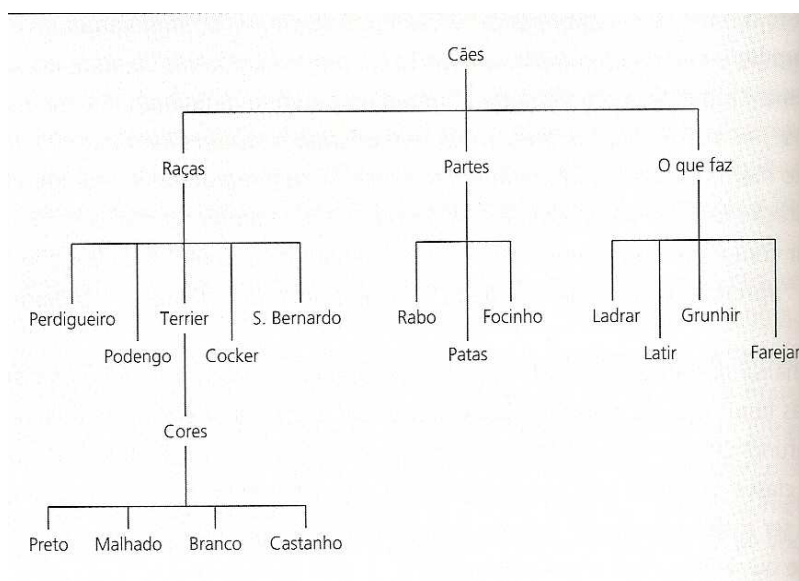 Cães
Raças Partes O que faz
Perdigueiro Terrier S. Bernardo Rabo Focinho Ladrar Grunhir
Podengo Cocker Patas Latir Farejar
Cores
Preto Malhado Branco Castanho